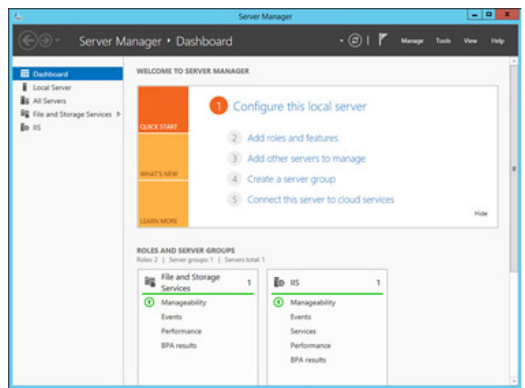 Server Manager
Server Manager • Dashboard
Manage Tools View Help
Dashboard
Local Server
All Servers
File and Storage Services
IIS
WELCOME TO SERVER MANAGER
QUICK START
WHAT'S NEW
LEARN MORE
1 Configure this local server
2 Add roles and features
3 Add other servers to manage
4 Create a server group
5 Connect this server to cloud services
Hide
ROLES AND SERVER GROUPS
Roles: 2 | Server groups: 1 | Servers total: 1
File and Storage Services 1
Manageability
Events
Performance
BPA results
IIS 1
Manageability
Events
Services
Performance
BPA results